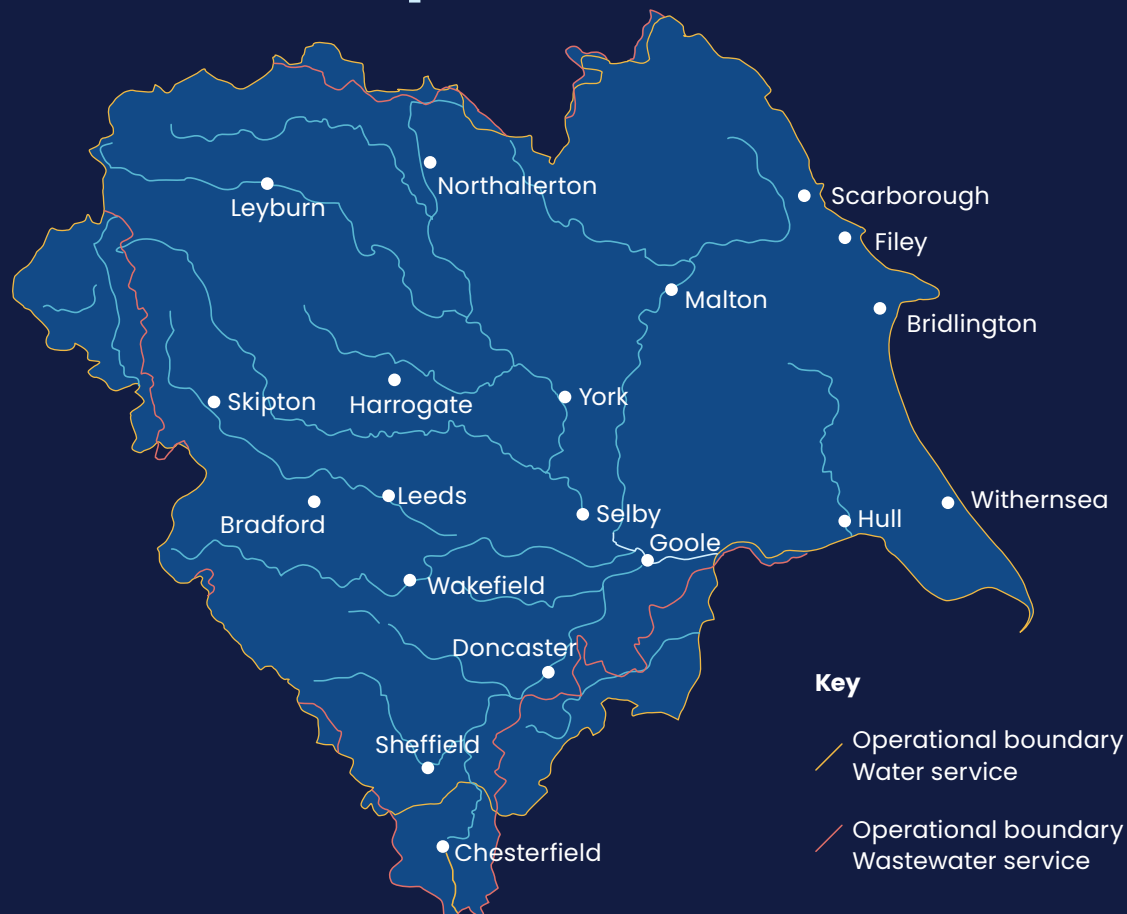 Northallerton
Leyburn
Scarborough
Filey
Malton
Bridlington
Skipton
Harrogate
York
Leeds
Bradford
Selby
Withernsea
Hull
Goole
Wakefield
Doncaster
Key
Operational boundary
Water service
Sheffield
Operational boundary
Wastewater service
Chesterfield